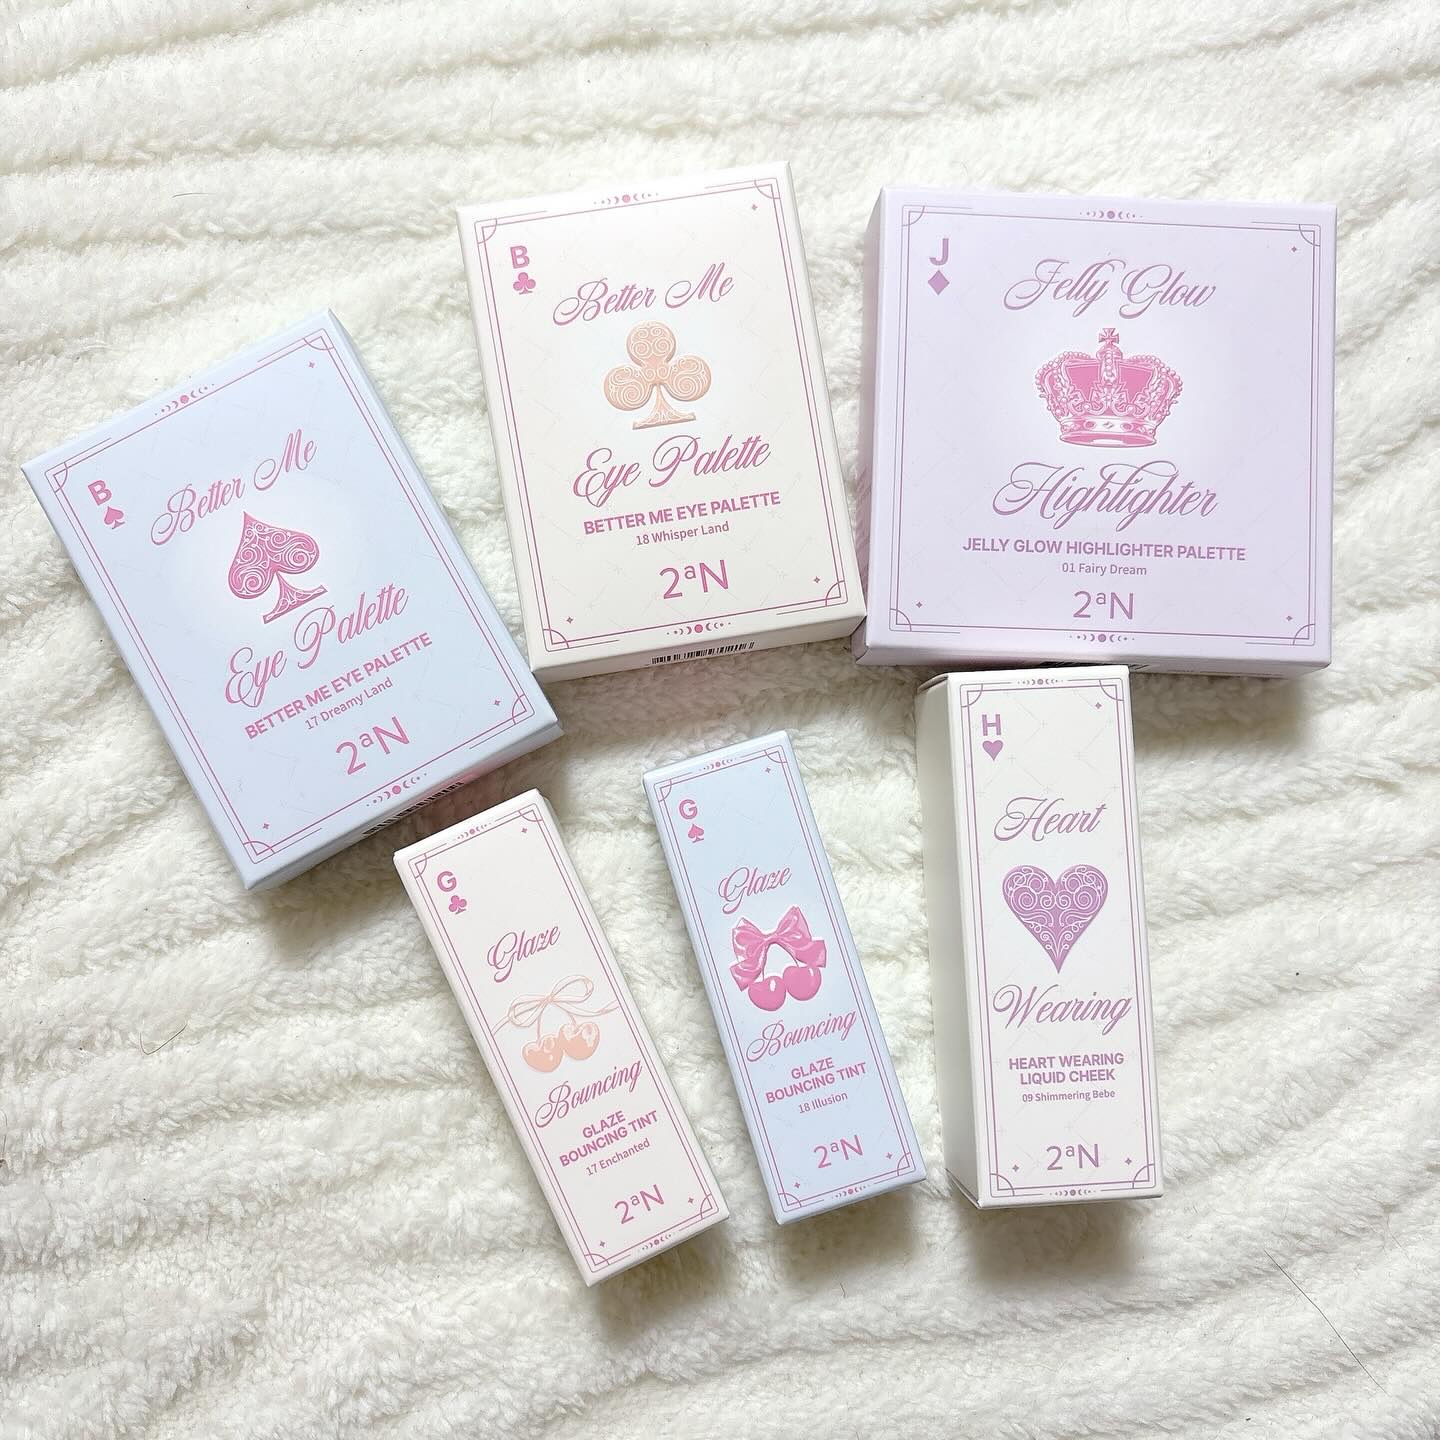 B
Better Me
Eye Palette
BETTER ME EYE PALETTE
17 Dreamy Land
2aN
B
Better Me
Eye Palette
BETTER ME EYE PALETTE
18 Whisper Land
2aN
J
Jelly Glow
Highlighter
JELLY GLOW HIGHLIGHTER PALETTE
01 Fairy Dream
2aN
G
Glaze
Bouncing
GLAZE
BOUNCING TINT
17 Enchanted
2aN
G
Glaze
Bouncing
GLAZE
BOUNCING TINT
18 Illusion
2aN
H
Heart
Wearing
HEART WEARING
LIQUID CHEEK
09 Shimmering Bebe
2aN